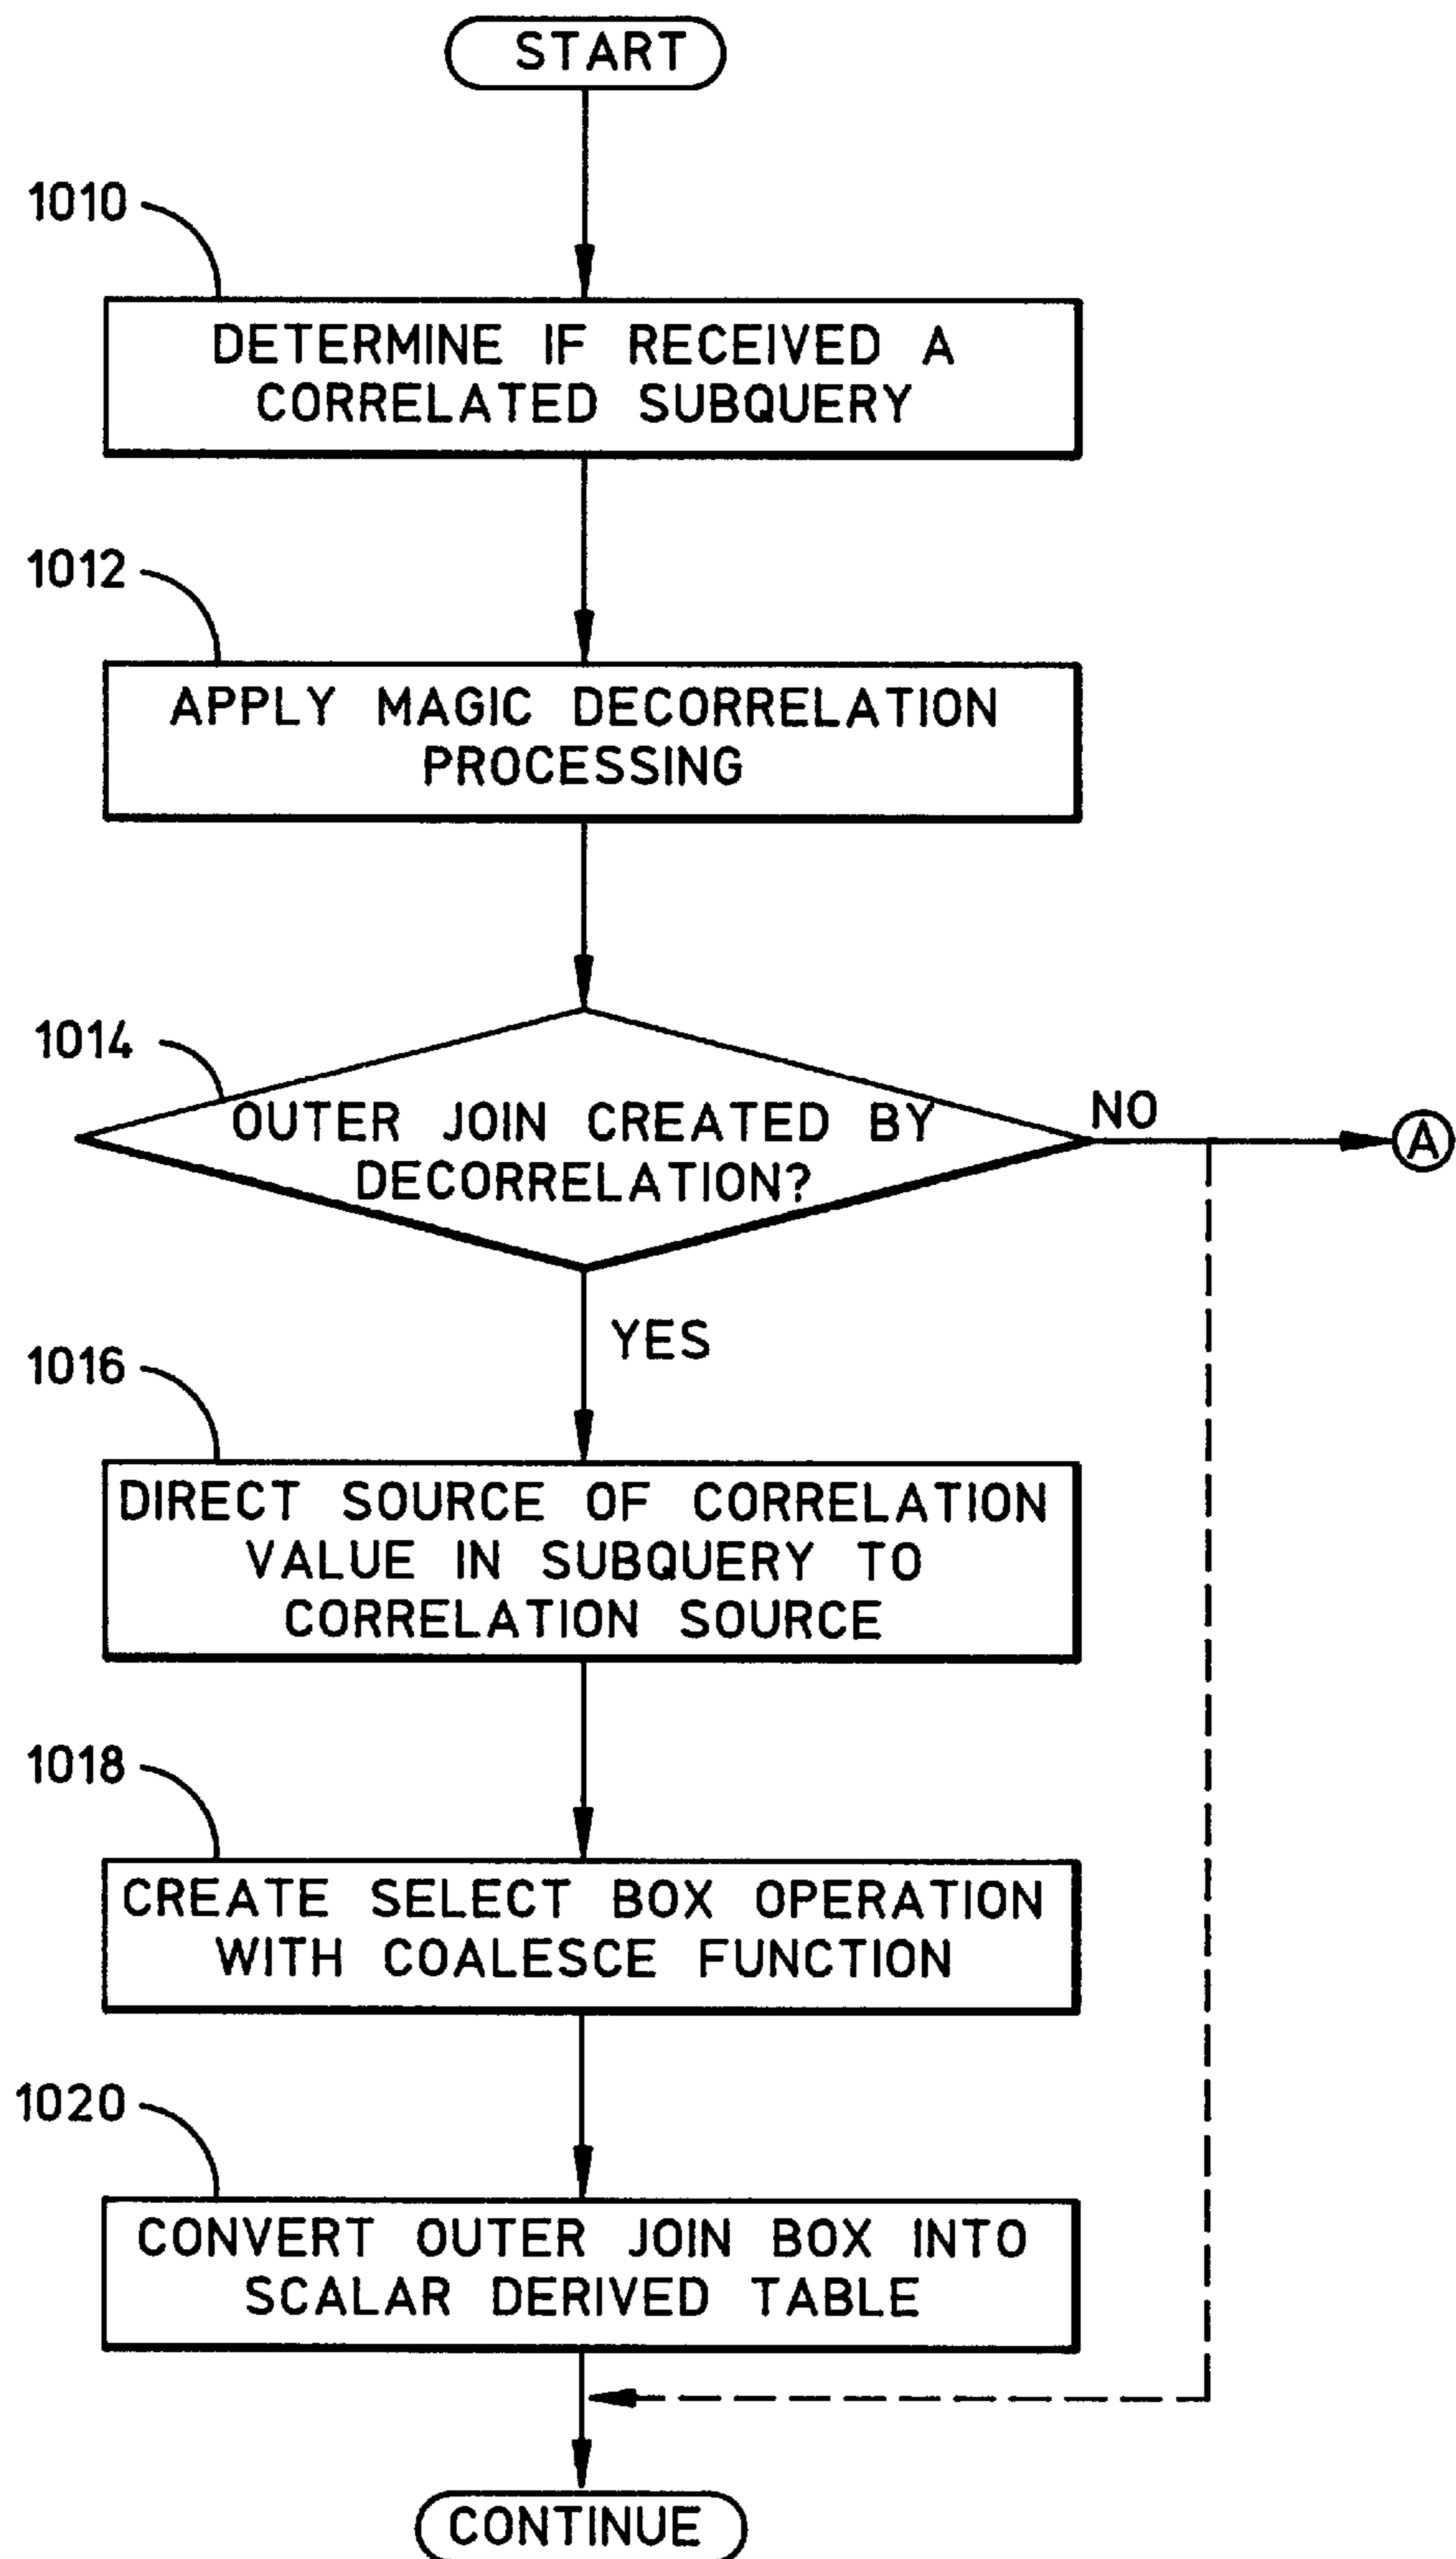 START
1010
DETERMINE IF RECEIVED A
CORRELATED SUBQUERY
1012
APPLY MAGIC DECORRELATION
PROCESSING
1014
OUTER JOIN CREATED BY
DECORRELATION?
NO
A
YES
1016
DIRECT SOURCE OF CORRELATION
VALUE IN SUBQUERY TO
CORRELATION SOURCE
1018
CREATE SELECT BOX OPERATION
WITH COALESCE FUNCTION
1020
CONVERT OUTER JOIN BOX INTO
SCALAR DERIVED TABLE
CONTINUE